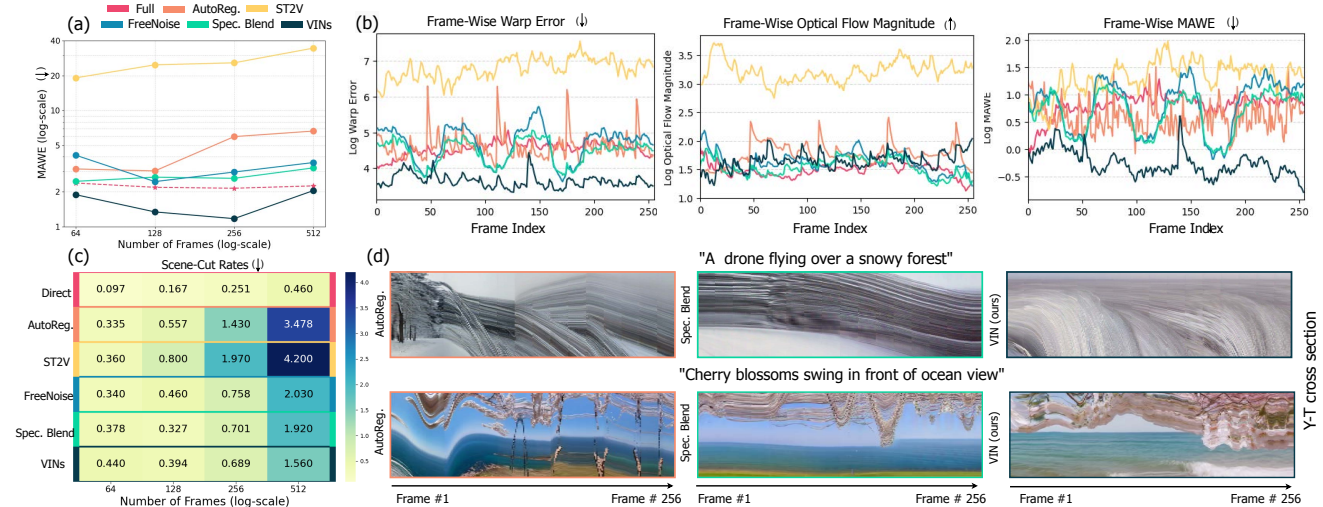 Full AutoReg. ST2V
FreeNoise Spec. Blend VINs
(a)
MAWE (log-scale) (↓)
40
20
10
5
2
1
64 128 256 512
Number of Frames (log-scale)
(b)
Frame-Wise Warp Error (↓)
Log Warp Error
7
6
5
4
0 50 100 150 200 250
Frame Index
Frame-Wise Optical Flow Magnitude (↑)
Log Optical Flow Magnitude
3.5
3.0
2.5
2.0
1.5
1.0
0 50 100 150 200 250
Frame Index
Frame-Wise MAWE (↓)
Log MAWE
2.0
1.5
1.0
0.5
0.0
−0.5
0 50 100 150 200 250
Frame Index
(c)
Scene-Cut Rates (↓)
Direct 0.097 0.167 0.251 0.460
AutoReg. 0.335 0.557 1.430 3.478
ST2V 0.360 0.800 1.970 4.200
FreeNoise 0.340 0.460 0.758 2.030
Spec. Blend 0.378 0.327 0.701 1.920
VINs 0.440 0.394 0.689 1.560
64 128 256 512
Number of Frames (log-scale)
4.0
3.5
3.0
2.5
2.0
1.5
1.0
0.5
(d)
"A drone flying over a snowy forest"
AutoReg.
Spec. Blend
VIN (ours)
"Cherry blossoms swing in front of ocean view"
AutoReg.
Spec. Blend
VIN (ours)
Y-T cross section
Frame #1 Frame # 256
Frame #1 Frame # 256
Frame #1 Frame # 256